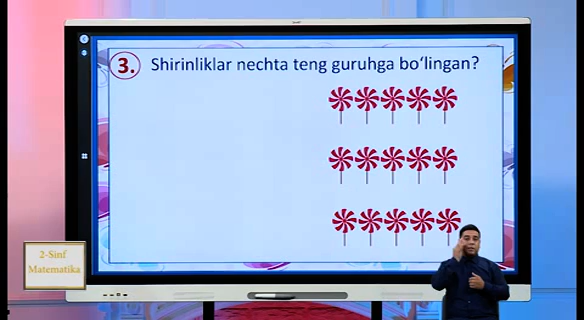 3. Shirinliklar nechta teng guruhga bo‘lingan?
2-Sinf
Matematika